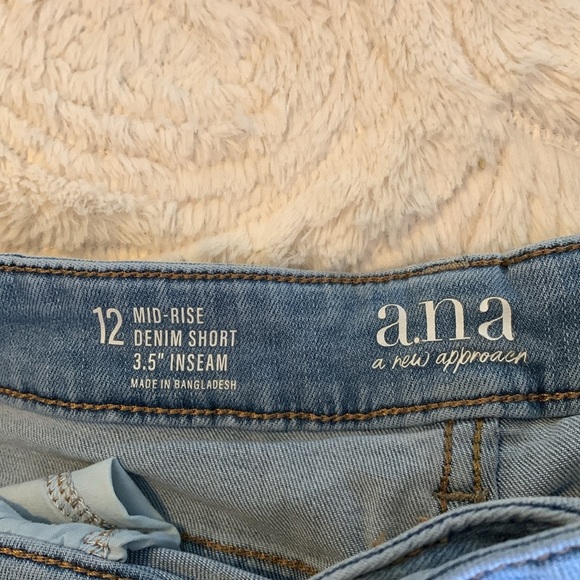 12
MID-RISE
DENIM SHORT
3.5" INSEAM
MADE IN BANGLADESH
a.n.a
a new approach